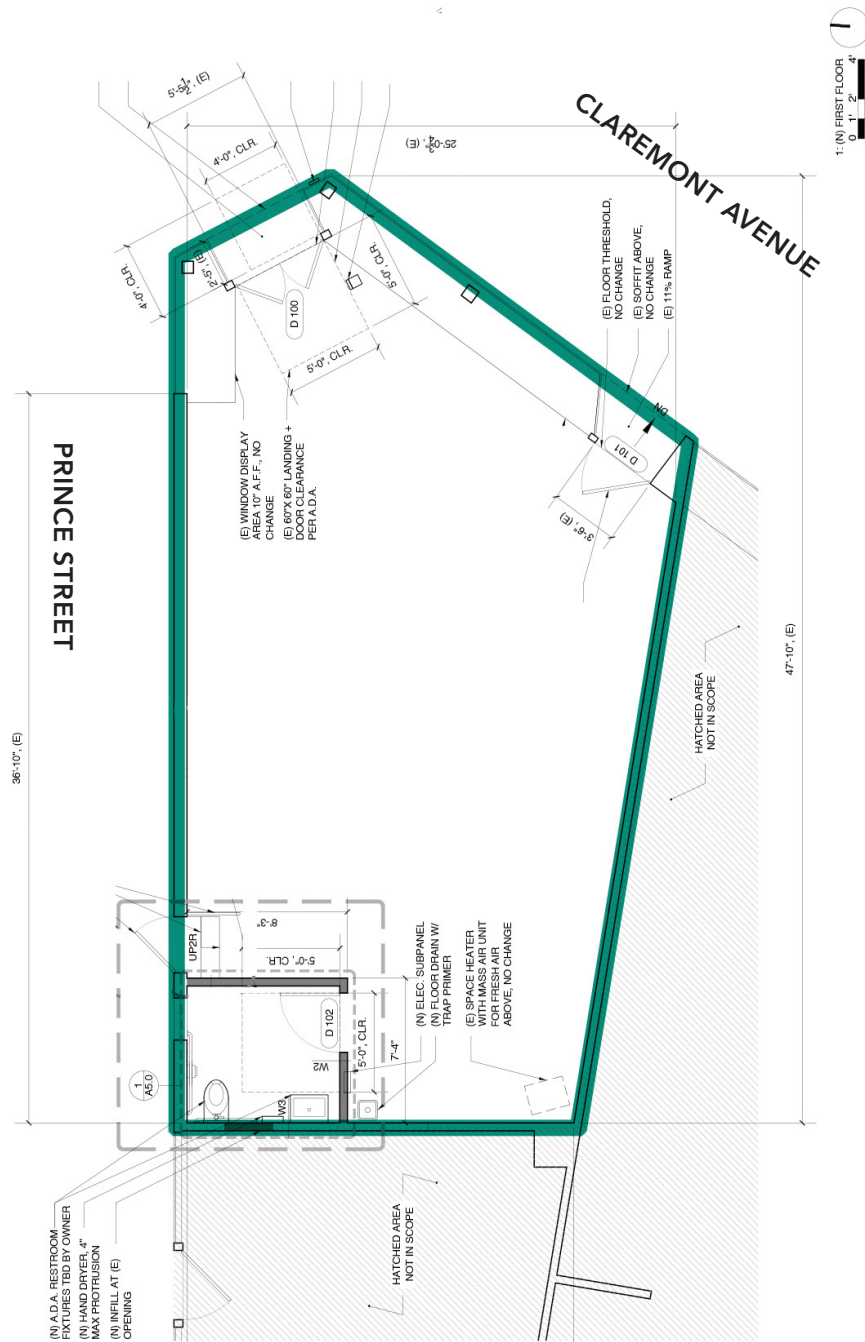 5'-5½", (E)
4'-0", CLR.
4'-0", CLR.
2'-5", (E)
25'-0¾", (E)
CLAREMONT AVENUE
1: (N) FIRST FLOOR
0 1' 2' 4'
D 100
5'-0", CLR.
5'-0", CLR.
(E) FLOOR THRESHOLD,
NO CHANGE
(E) SOFFIT ABOVE,
NO CHANGE
(E) 11% RAMP
DN
D 101
3'-6", (E)
PRINCE STREET
(E) WINDOW DISPLAY
AREA 10" A.F.F., NO
CHANGE
(E) 60"X 60" LANDING +
DOOR CLEARANCE
PER A.D.A.
36'-10", (E)
47'-10", (E)
HATCHED AREA
NOT IN SCOPE
UP2R
8'-3"
5'-0", CLR.
D 102
W2
5'-0", CLR.
7'-4"
W3
1
A5.0
(N) ELEC. SUBPANEL
(N) FLOOR DRAIN W/
TRAP PRIMER
(E) SPACE HEATER
WITH MASS AIR UNIT
FOR FRESH AIR
ABOVE, NO CHANGE
(N) A.D.A. RESTROOM
FIXTURES TBD BY OWNER
(N) HAND DRYER, 4"
MAX PROTRUSION
(N) INFILL AT (E)
OPENING
HATCHED AREA
NOT IN SCOPE